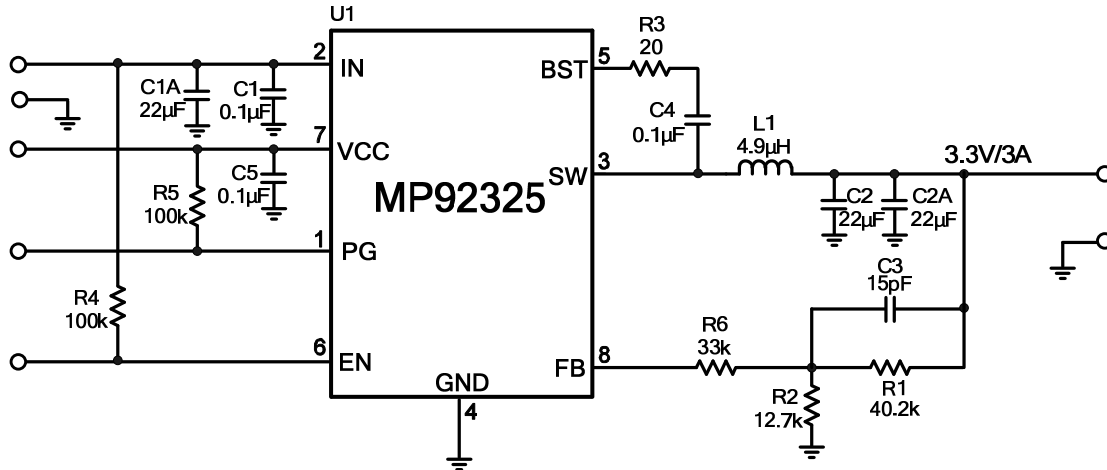 U1
2
IN
7
VCC
1
PG
6
EN
GND
4
5
BST
3
SW
8
FB
MP92325
C1A
22µF
C1
0.1µF
C5
0.1µF
R5
100k
R4
100k
R3
20
C4
0.1µF
L1
4.9µH
3.3V/3A
C2
22µF
C2A
22µF
C3
15pF
R6
33k
R2
12.7k
R1
40.2k